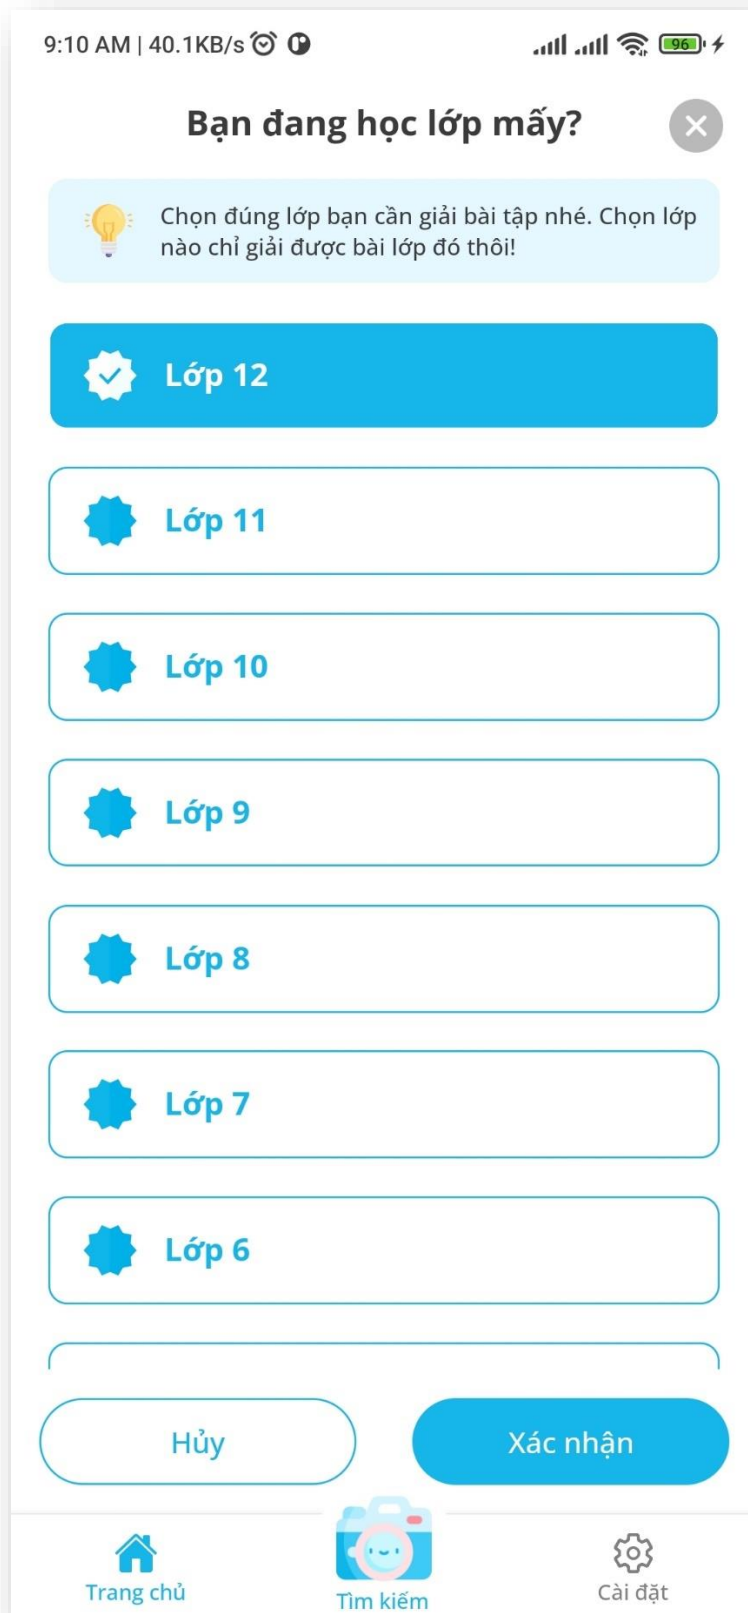 9:10 AM | 40.1KB/s
96
Bạn đang học lớp mấy?
Chọn đúng lớp bạn cần giải bài tập nhé. Chọn lớp
nào chỉ giải được bài lớp đó thôi!
Lớp 12
Lớp 11
Lớp 10
Lớp 9
Lớp 8
Lớp 7
Lớp 6
Hủy
Xác nhận
Trang chủ
Tìm kiếm
Cài đặt